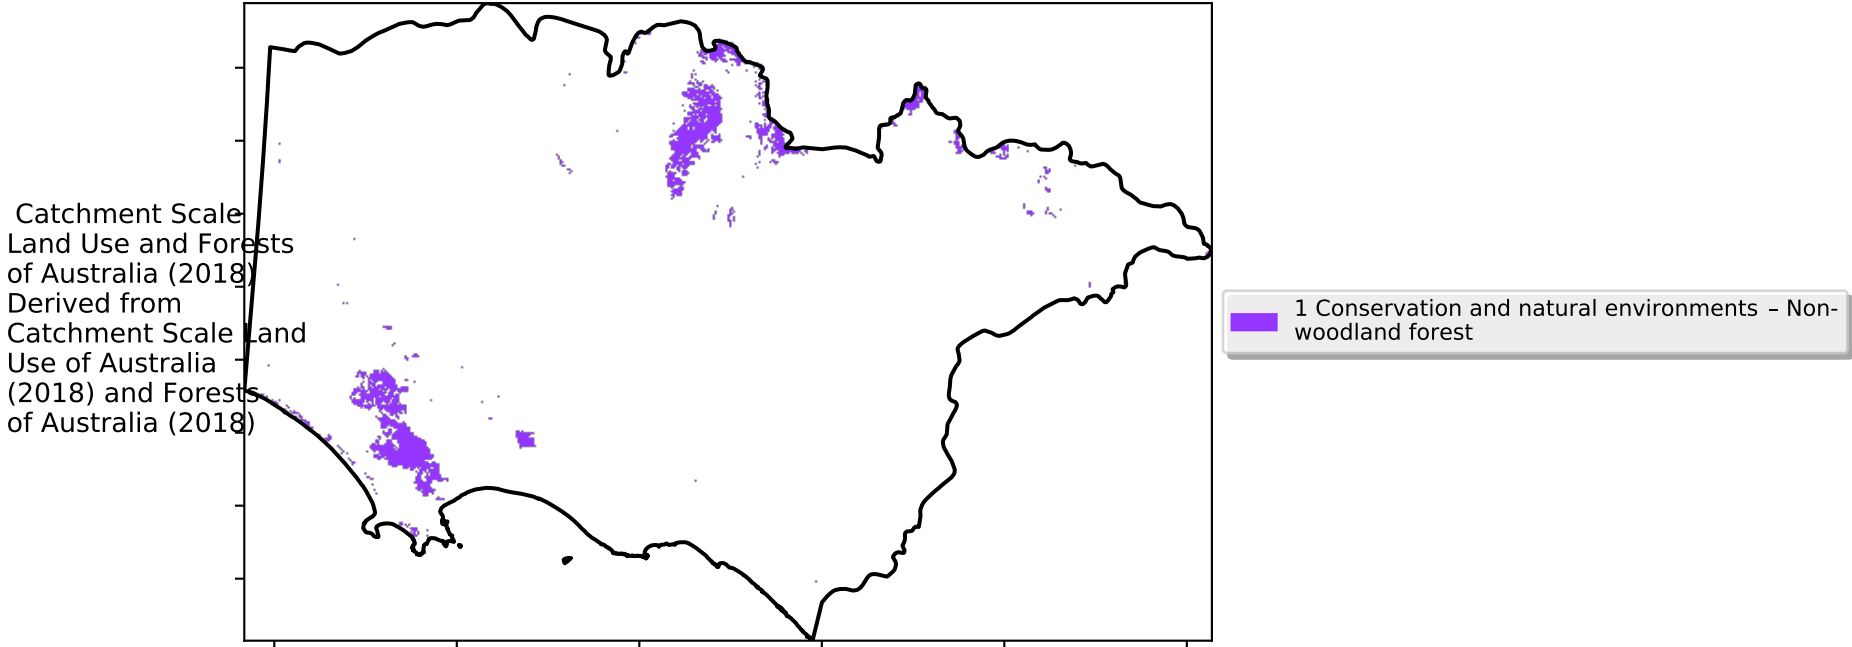 Catchment Scale
Land Use and Forests
of Australia (2018)
Derived from
Catchment Scale Land
Use of Australia
(2018) and Forests
of Australia (2018)
1 Conservation and natural environments – Non-
woodland forest